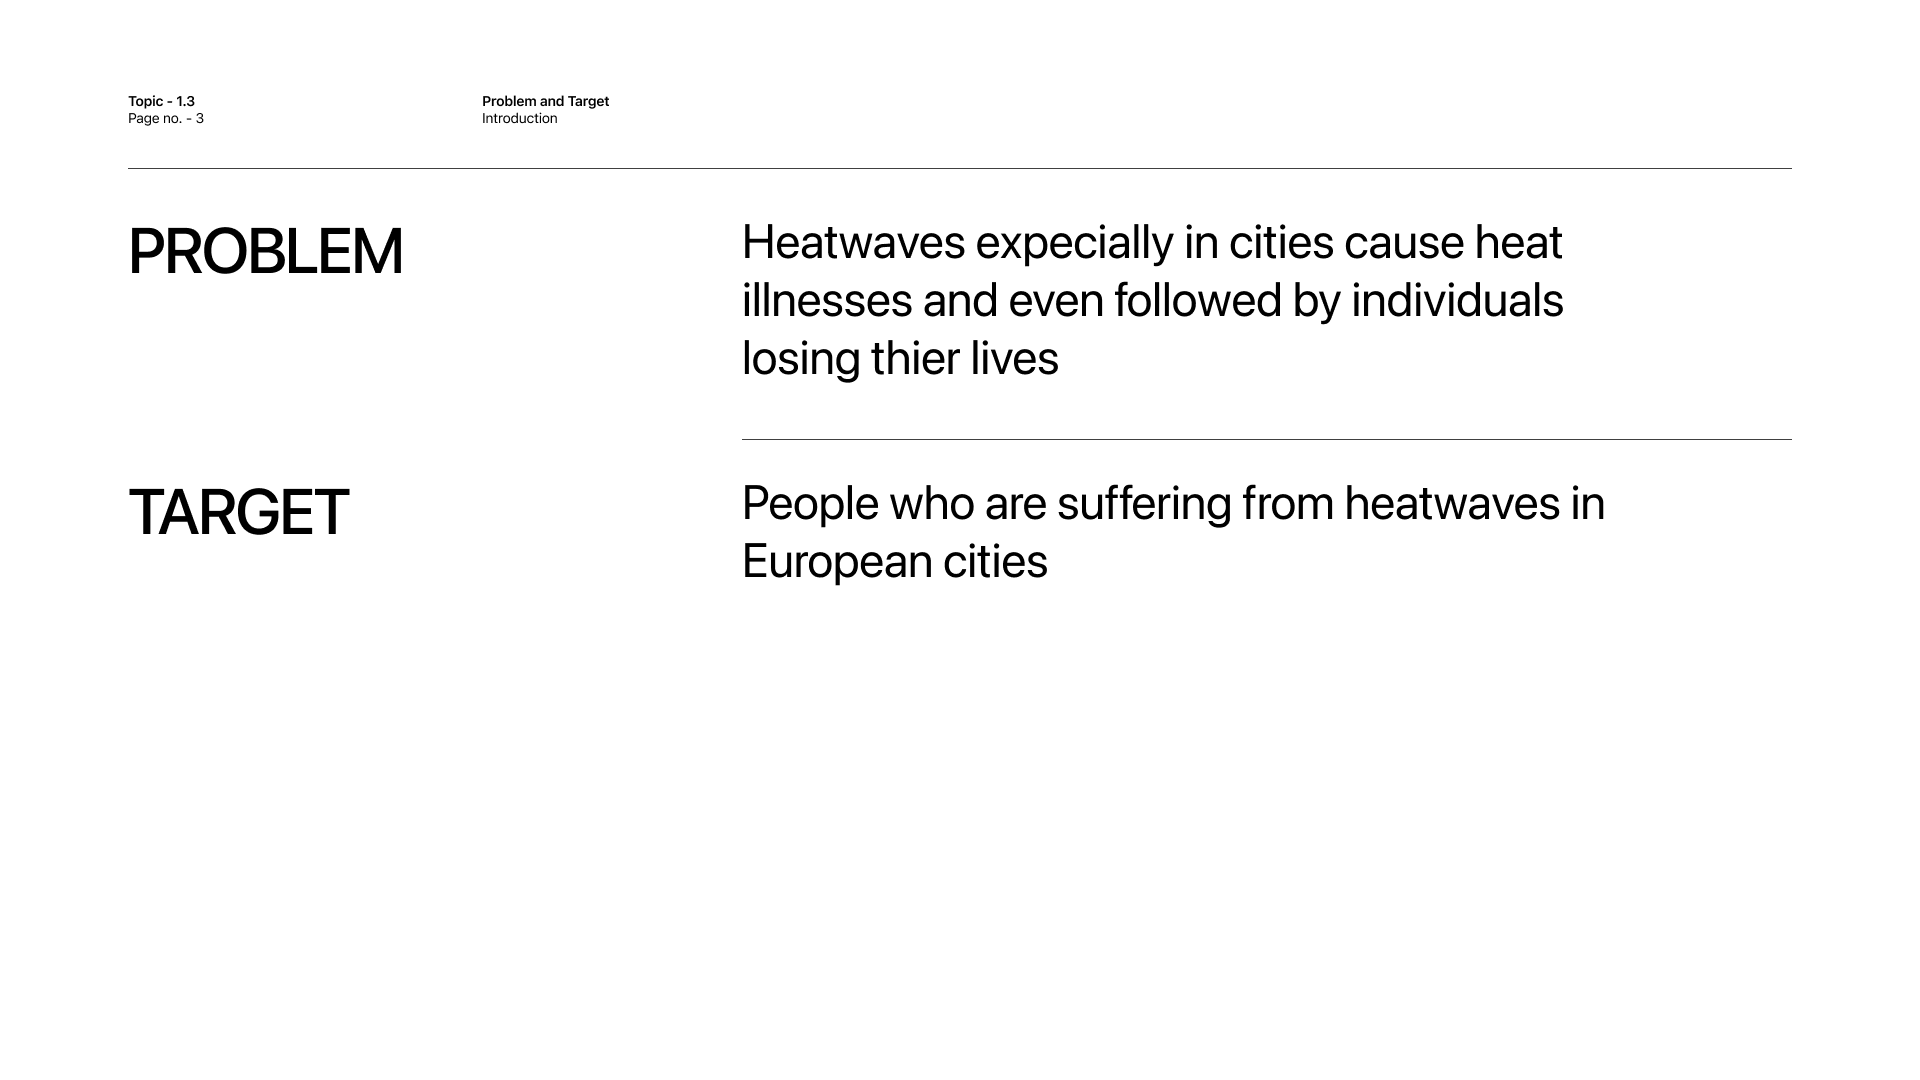 Topic - 1.3
Page no. - 3
Problem and Target
Introduction
PROBLEM
Heatwaves expecially in cities cause heat
illnesses and even followed by individuals
losing thier lives
TARGET
People who are suffering from heatwaves in
European cities